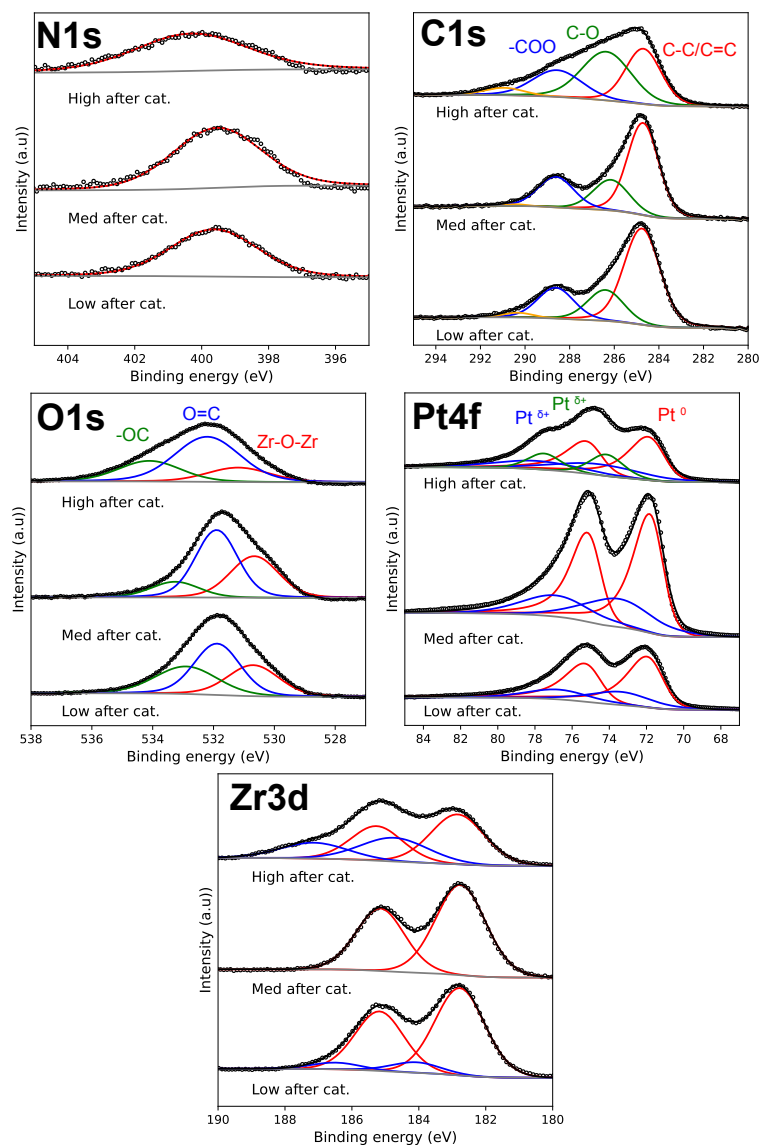 N1s
High after cat.
Med after cat.
Low after cat.
Intensity (a.u))
404 402 400 398 396
Binding energy (eV)
C1s
-COO
C-O
C-C/C=C
High after cat.
Med after cat.
Low after cat.
Intensity (a.u))
294 292 290 288 286 284 282 280
Binding energy (eV)
O1s
-OC
O=C
Zr-O-Zr
High after cat.
Med after cat.
Low after cat.
Intensity (a.u))
538 536 534 532 530 528
Binding energy (eV)
Pt4f
Pt δ+
Pt δ+
Pt 0
High after cat.
Med after cat.
Low after cat.
Intensity (a.u))
85 82 80 78 75 72 70 68
Binding energy (eV)
Zr3d
High after cat.
Med after cat.
Low after cat.
Intensity (a.u))
190 188 186 184 182 180
Binding energy (eV)